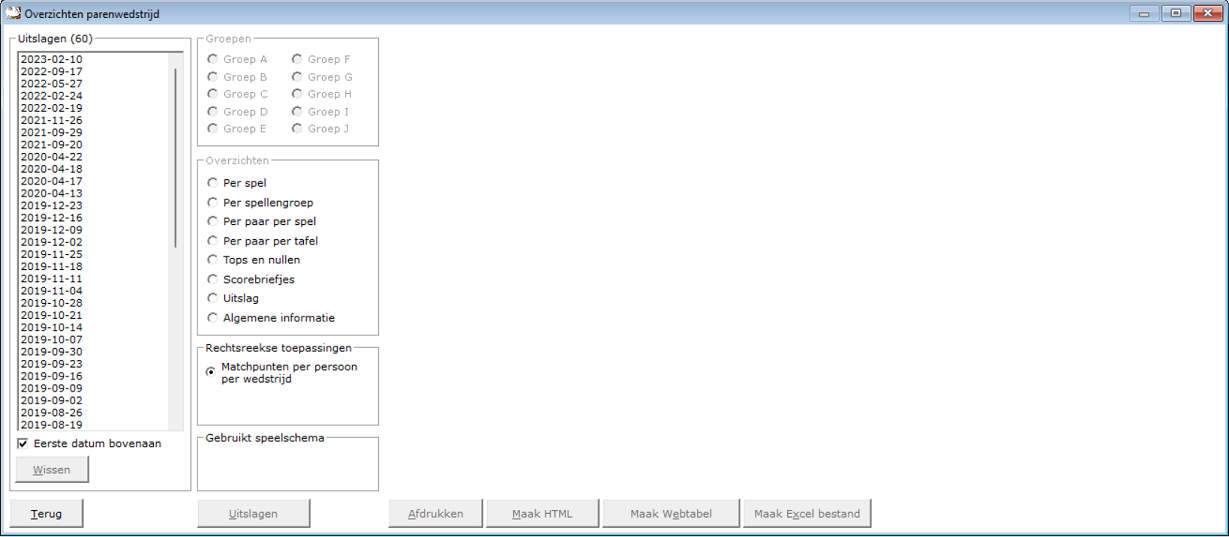 Overzichten parenwedstrijd
Uitslagen (60)
2023-02-10
2022-09-17
2022-05-27
2022-02-24
2022-02-19
2021-11-26
2021-09-29
2021-09-20
2020-04-22
2020-04-18
2020-04-17
2020-04-13
2019-12-23
2019-12-16
2019-12-09
2019-12-02
2019-11-25
2019-11-18
2019-11-11
2019-11-04
2019-10-28
2019-10-21
2019-10-14
2019-10-07
2019-09-30
2019-09-23
2019-09-16
2019-09-09
2019-09-02
2019-08-26
2019-08-19
Eerste datum bovenaan
Wissen
Groepen
Groep A Groep F
Groep B Groep G
Groep C Groep H
Groep D Groep I
Groep E Groep J
Overzichten
Per spel
Per spellengroep
Per paar per spel
Per paar per tafel
Tops en nullen
Scorebriefjes
Uitslag
Algemene informatie
Rechtsreekse toepassingen
Matchpunten per persoon
per wedstrijd
Gebruikt speelschema
Terug Uitslagen Afdrukken Maak HTML Maak Webtabel Maak Excel bestand